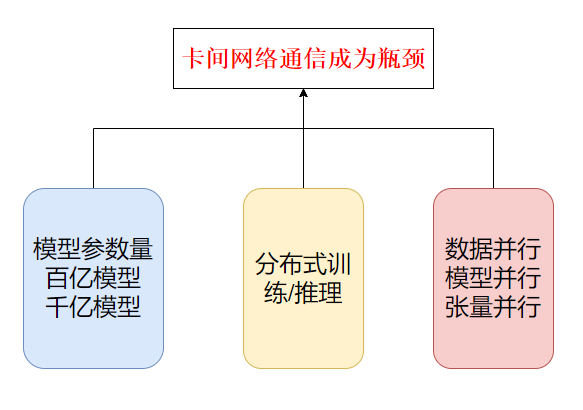 卡间网络通信成为瓶颈
模型参数量
百亿模型
千亿模型
分布式训
练/推理
数据并行
模型并行
张量并行